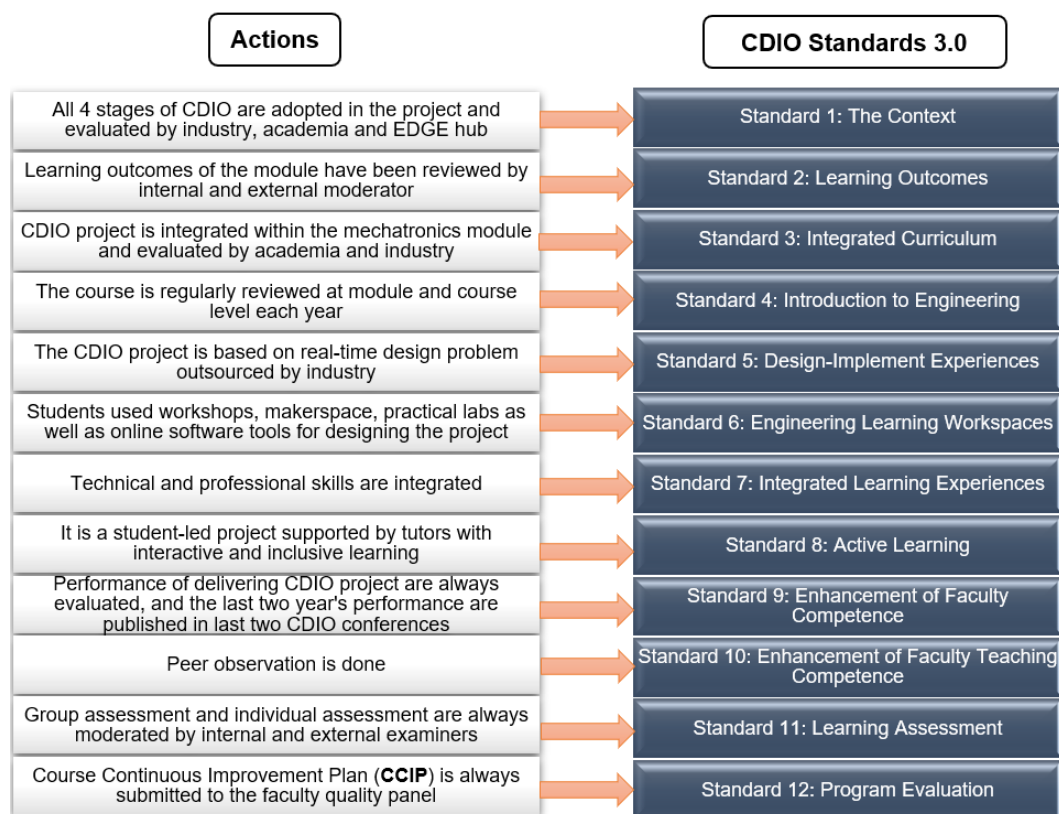 Actions
CDIO Standards 3.0
All 4 stages of CDIO are adopted in the project and
evaluated by industry, academia and EDGE hub
Standard 1: The Context
Learning outcomes of the module have been reviewed by
internal and external moderator
Standard 2: Learning Outcomes
CDIO project is integrated within the mechatronics module
and evaluated by academia and industry
Standard 3: Integrated Curriculum
The course is regularly reviewed at module and course
level each year
Standard 4: Introduction to Engineering
The CDIO project is based on real-time design problem
outsourced by industry
Standard 5: Design-Implement Experiences
Students used workshops, makerspace, practical labs as
well as online software tools for designing the project
Standard 6: Engineering Learning Workspaces
Technical and professional skills are integrated
Standard 7: Integrated Learning Experiences
It is a student-led project supported by tutors with
interactive and inclusive learning
Standard 8: Active Learning
Performance of delivering CDIO project are always
evaluated, and the last two year's performance are
published in last two CDIO conferences
Standard 9: Enhancement of Faculty
Competence
Peer observation is done
Standard 10: Enhancement of Faculty Teaching
Competence
Group assessment and individual assessment are always
moderated by internal and external examiners
Standard 11: Learning Assessment
Course Continuous Improvement Plan (CCIP) is always
submitted to the faculty quality panel
Standard 12: Program Evaluation